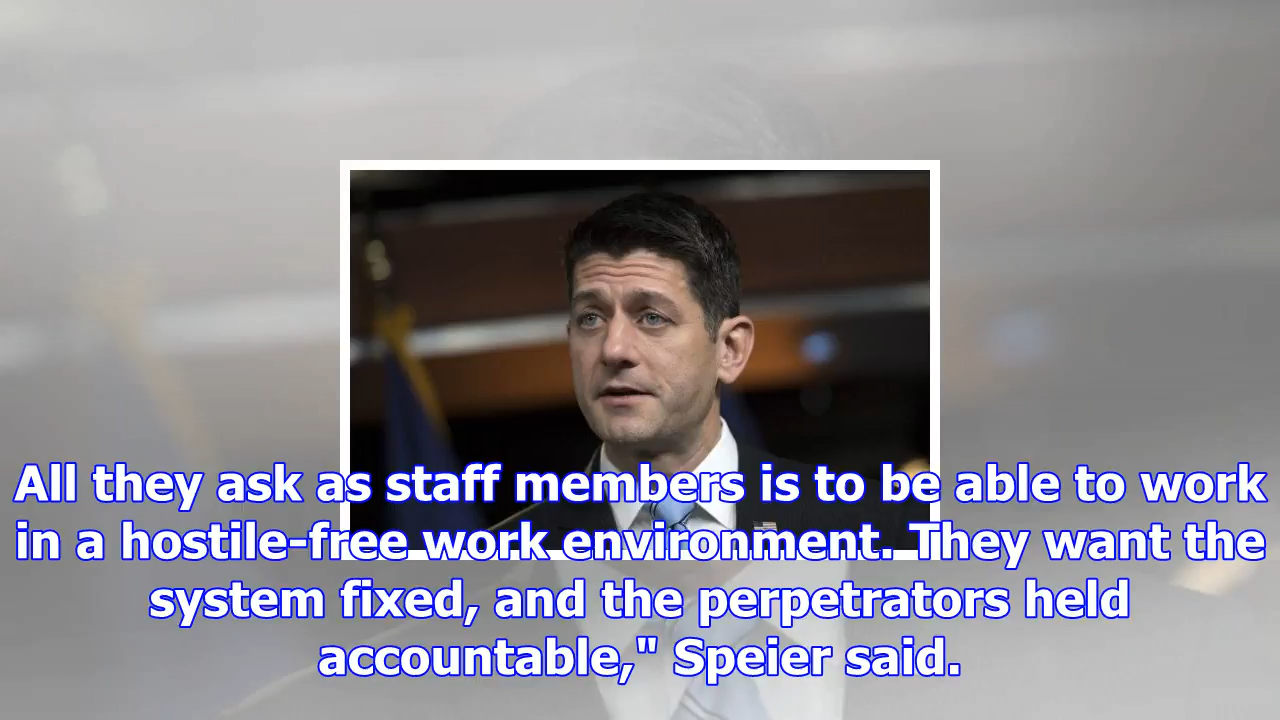 All they ask as staff members is to be able to work
in a hostile-free work environment. They want the
system fixed, and the perpetrators held
accountable," Speier said.